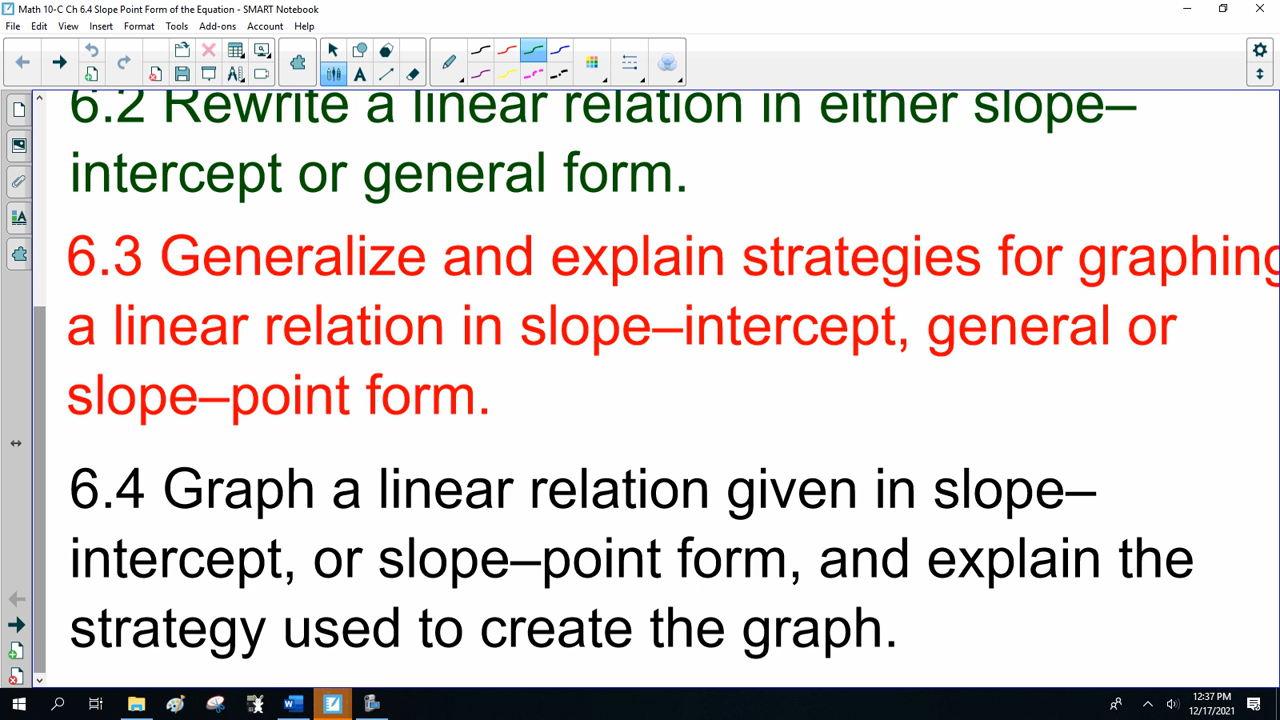 Math 10-C Ch 6.4 Slope Point Form of the Equation - SMART Notebook
File Edit View Insert Format Tools Add-ons Account Help
6.2 Rewrite a linear relation in either slope–
intercept or general form.
6.3 Generalize and explain strategies for graphing
a linear relation in slope–intercept, general or
slope–point form.
6.4 Graph a linear relation given in slope–
intercept, or slope–point form, and explain the
strategy used to create the graph.
12:37 PM
12/17/2021